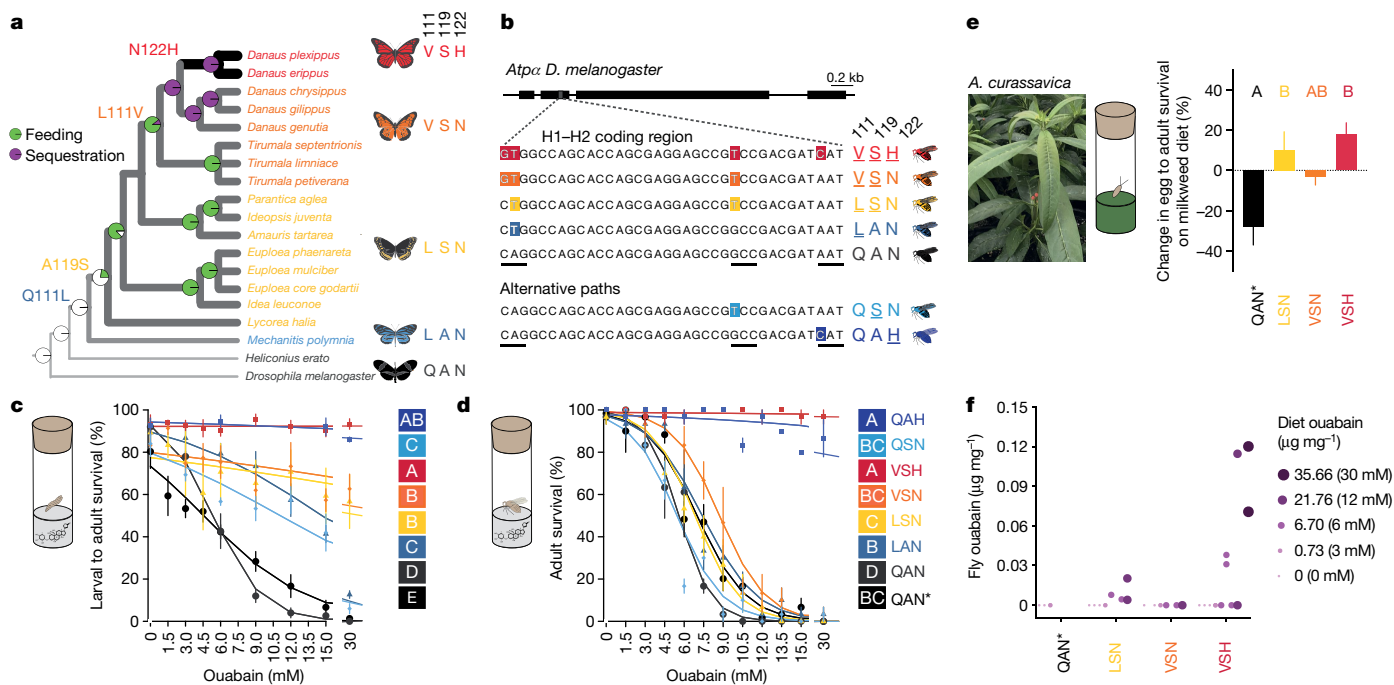 a
111
119
122
N122H
Danaus plexippus
V S H
Danaus erippus
Danaus chrysippus
L111V
Danaus gilippus
V S N
Danaus genutia
Feeding
Sequestration
Tirumala septentrionis
Tirumala limniace
Tirumala petiverana
Parantica aglea
Ideopsis juventa
Amauris tartarea
L S N
Euploea phaenareta
A119S
Euploea mulciber
Euploea core godartii
Q111L
Idea leuconoe
Lycorea halia
Mechanitis polymnia
L A N
Heliconius erato
Drosophila melanogaster
Q A N
b
Atpα D. melanogaster
0.2 kb
H1–H2 coding region
111
119
122
GTGGCCAGCACCAGCGAGGAGCCGTCCGACGATCAT V S H
GTGGCCAGCACCAGCGAGGAGCCGTCCGACGATAAT V S N
CTGGCCAGCACCAGCGAGGAGCCGTCCGACGATAAT L S N
CTGGCCAGCACCAGCGAGGAGCCGGCCGACGATAAT L A N
CAGGCCAGCACCAGCGAGGAGCCGGCCGACGATAAT Q A N
Alternative paths
CAGGCCAGCACCAGCGAGGAGCCGTCCGACGATAAT Q S N
CAGGCCAGCACCAGCGAGGAGCCGGCCGACGATCAT Q A H
e
A. curassavica
Change in egg to adult survival
on milkweed diet (%)
40
20
0
–20
–40
A
B
AB
B
QAN*
LSN
VSN
VSH
c
Larval to adult survival (%)
100
80
60
40
20
0
0
1.5
3.0
4.5
6.0
9.0
12.0
15.0
30
Ouabain (mM)
AB
C
A
B
B
C
D
E
d
Adult survival (%)
100
80
60
40
20
0
0
1.5
3.0
4.5
6.0
7.5
9.0
10.5
12.0
13.5
15.0
30
Ouabain (mM)
A QAH
BC QSN
A VSH
BC VSN
C LSN
B LAN
D QAN
BC QAN*
f
Fly ouabain (µg mg⁻¹)
0.15
0.12
0.09
0.06
0.03
0
QAN*
LSN
VSN
VSH
Diet ouabain
(µg mg⁻¹)
35.66 (30 mM)
21.76 (12 mM)
6.70 (6 mM)
0.73 (3 mM)
0 (0 mM)